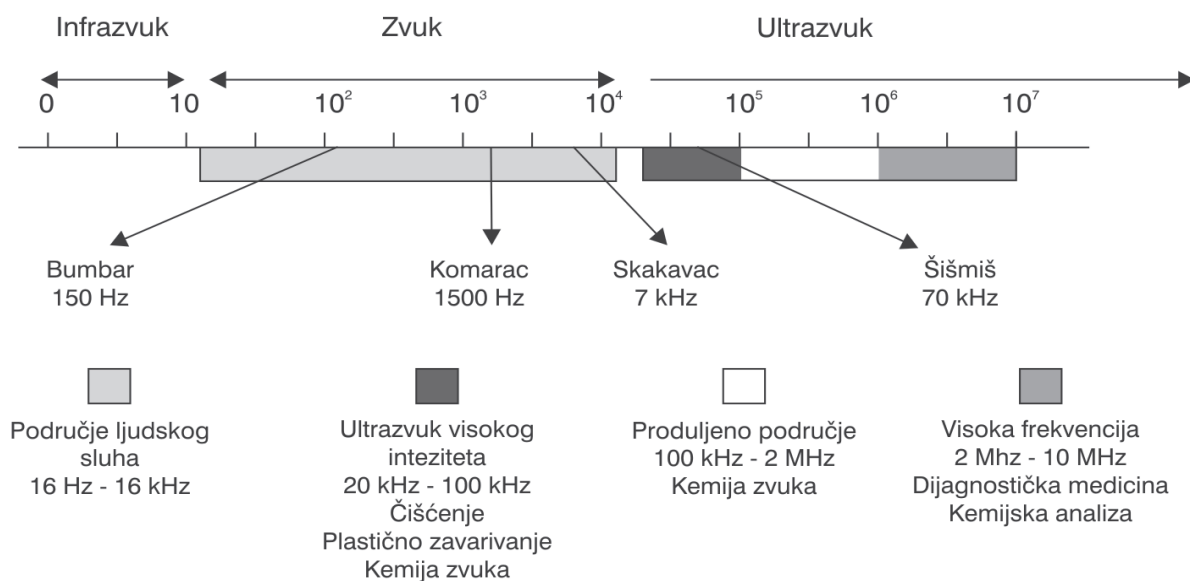 Infrazvuk
Zvuk
Ultrazvuk
0 10 10² 10³ 10⁴ 10⁵ 10⁶ 10⁷
Bumbar
150 Hz
Komarac
1500 Hz
Skakavac
7 kHz
Šišmiš
70 kHz
Područje ljudskog
sluha
16 Hz - 16 kHz
Ultrazvuk visokog
inteziteta
20 kHz - 100 kHz
Čišćenje
Plastično zavarivanje
Kemija zvuka
Produljeno područje
100 kHz - 2 MHz
Kemija zvuka
Visoka frekvencija
2 Mhz - 10 MHz
Dijagnostička medicina
Kemijska analiza